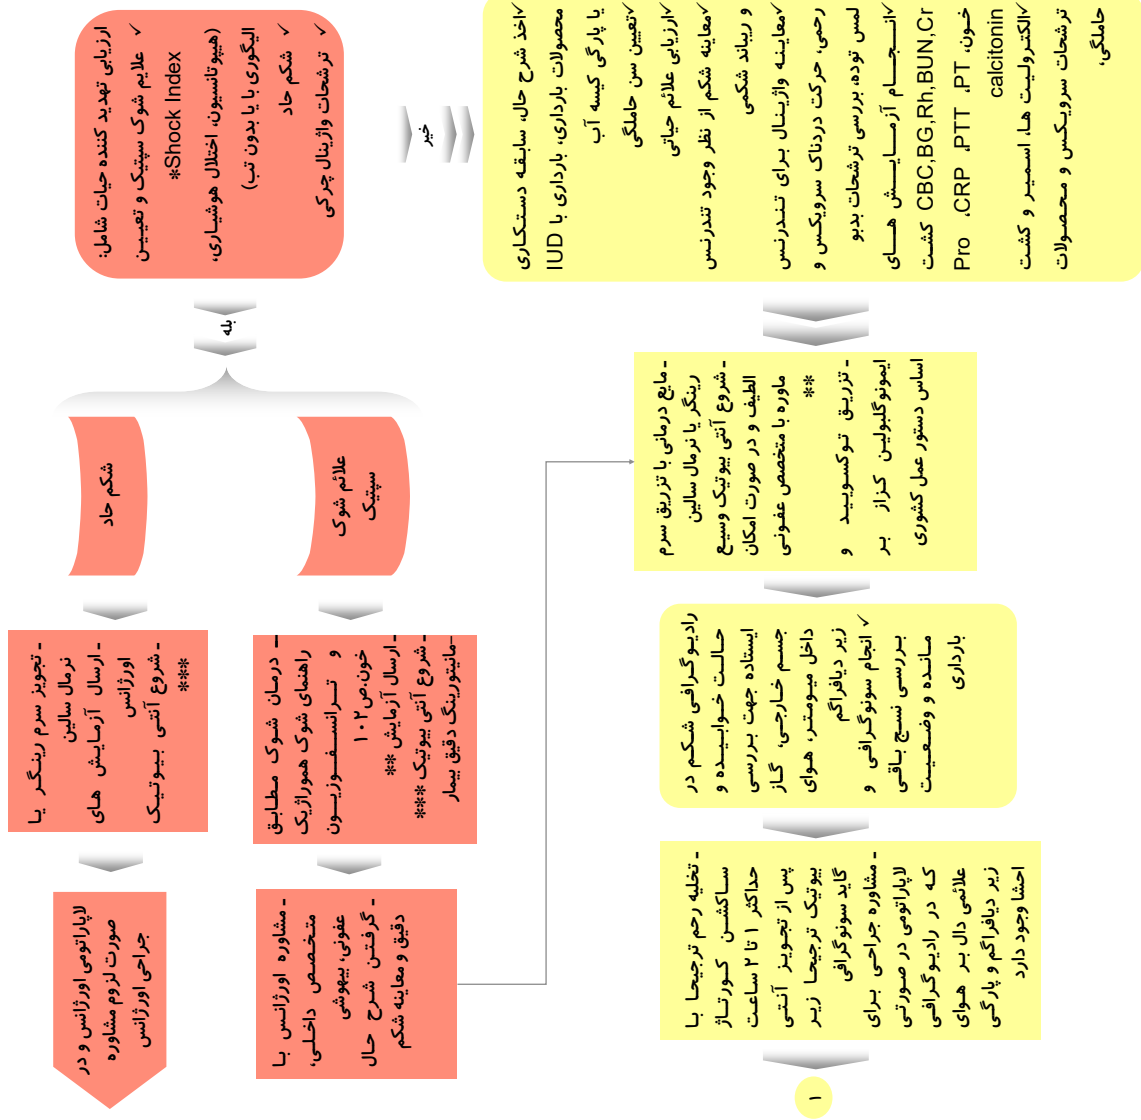 ارزیابی تهدید کننده حیات شامل:
✓ علایم شوک سپتیک و تعیین
*Shock Index
(هیپوتانسیون، اختلال هوشیاری،
الیگوری با یا بدون تب)
✓ شکم حاد
✓ ترشحات واژینال چرکی
بله
خیر
شکم حاد
علائم شوک
سپتیک
ـ تجویز سرم رینگر یا
نرمال سالین
ـ ارسال آزمایش های
اورژانس
ـ شروع آنتی بیوتیک
***
لاپاراتومی اورژانس و در
صورت لزوم مشاوره
جراحی اورژانس
ـ درمان شوک مطابق
راهنمای شوک هموراژیک
و ترانسفوزیون
خون.ص۱۰۲
ـ ارسال آزمایش **
ـ شروع آنتی بیوتیک ***
ـ مانیتورینگ دقیق بیمار
ـ مشاوره اورژانس با
متخصص داخلی،
عفونی، بیهوشی
ـ گرفتن شرح حال
دقیق و معاینه شکم
✓اخذ شرح حال، سابقه دستکاری
محصولات بارداری، بارداری با IUD
یا پارگی کیسه آب
✓تعیین سن حاملگی
✓ارزیابی علائم حیاتی
✓معاینه شکم از نظر وجود تندرنس
و ریباند شکمی
✓معاینه واژینال برای تندرنس
رحمی، حرکت دردناک سرویکس و
لمس توده، بررسی ترشحات بدبو
✓انجام آزمایش های
CBC,BG,Rh,BUN,Cr کشت
خون، PT، PTT، CRP، Pro
calcitonin
✓الکترولیت ها، اسمیر و کشت
ترشحات سرویکس و محصولات
حاملگی،
ـ مایع درمانی با تزریق سرم
رینگر یا نرمال سالین
ـ شروع آنتی بیوتیک وسیع
الطیف و در صورت امکان
ماوره با متخصص عفونی
**
ـ تزریق توکسویید و
ایمونوگلبولین کزاز بر
اساس دستور عمل کشوری
رادیوگرافی شکم در
حالت خوابیده و
ایستاده جهت بررسی
جسم خارجی، گاز
داخل میومتر، هوای
زیر دیافراگم
✓ انجام سونوگرافی و
بررسی نسج باقی
مانده و وضعیت
بارداری
ـ تخلیه رحم ترجیحا با
ساکشن کورتاژ
حداکثر ۱ تا ۲ ساعت
پس از تجویز آنتی
بیوتیک ترجیحا زیر
گاید سونوگرافی
ـ مشاوره جراحی برای
لاپاراتومی در صورتی
که در رادیوگرافی
علائمی دال بر هوای
زیر دیافراگم و پارگی
احشا وجود دارد
۱